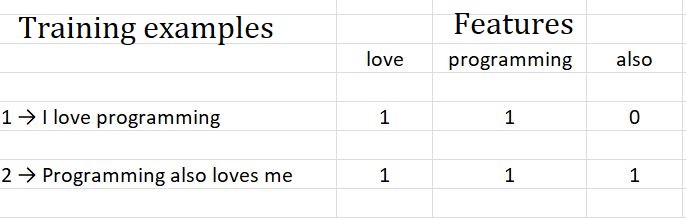 Training examples Features
love programming also
1 → I love programming 1 1 0
2 → Programming also loves me 1 1 1